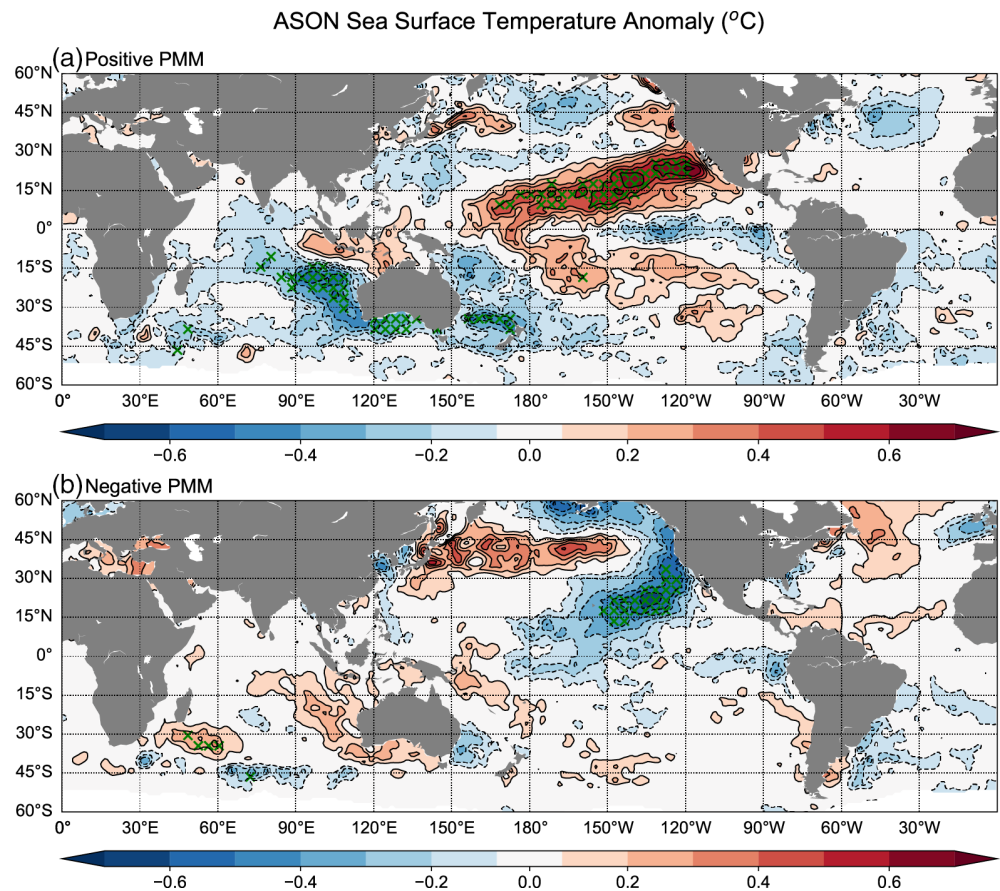 ASON Sea Surface Temperature Anomaly (°C)
(a) Positive PMM
60°N
45°N
30°N
15°N
0°
15°S
30°S
45°S
60°S
0° 30°E 60°E 90°E 120°E 150°E 180° 150°W 120°W 90°W 60°W 30°W
−0.6 −0.4 −0.2 0.0 0.2 0.4 0.6
(b) Negative PMM
60°N
45°N
30°N
15°N
0°
15°S
30°S
45°S
60°S
0° 30°E 60°E 90°E 120°E 150°E 180° 150°W 120°W 90°W 60°W 30°W
−0.6 −0.4 −0.2 0.0 0.2 0.4 0.6